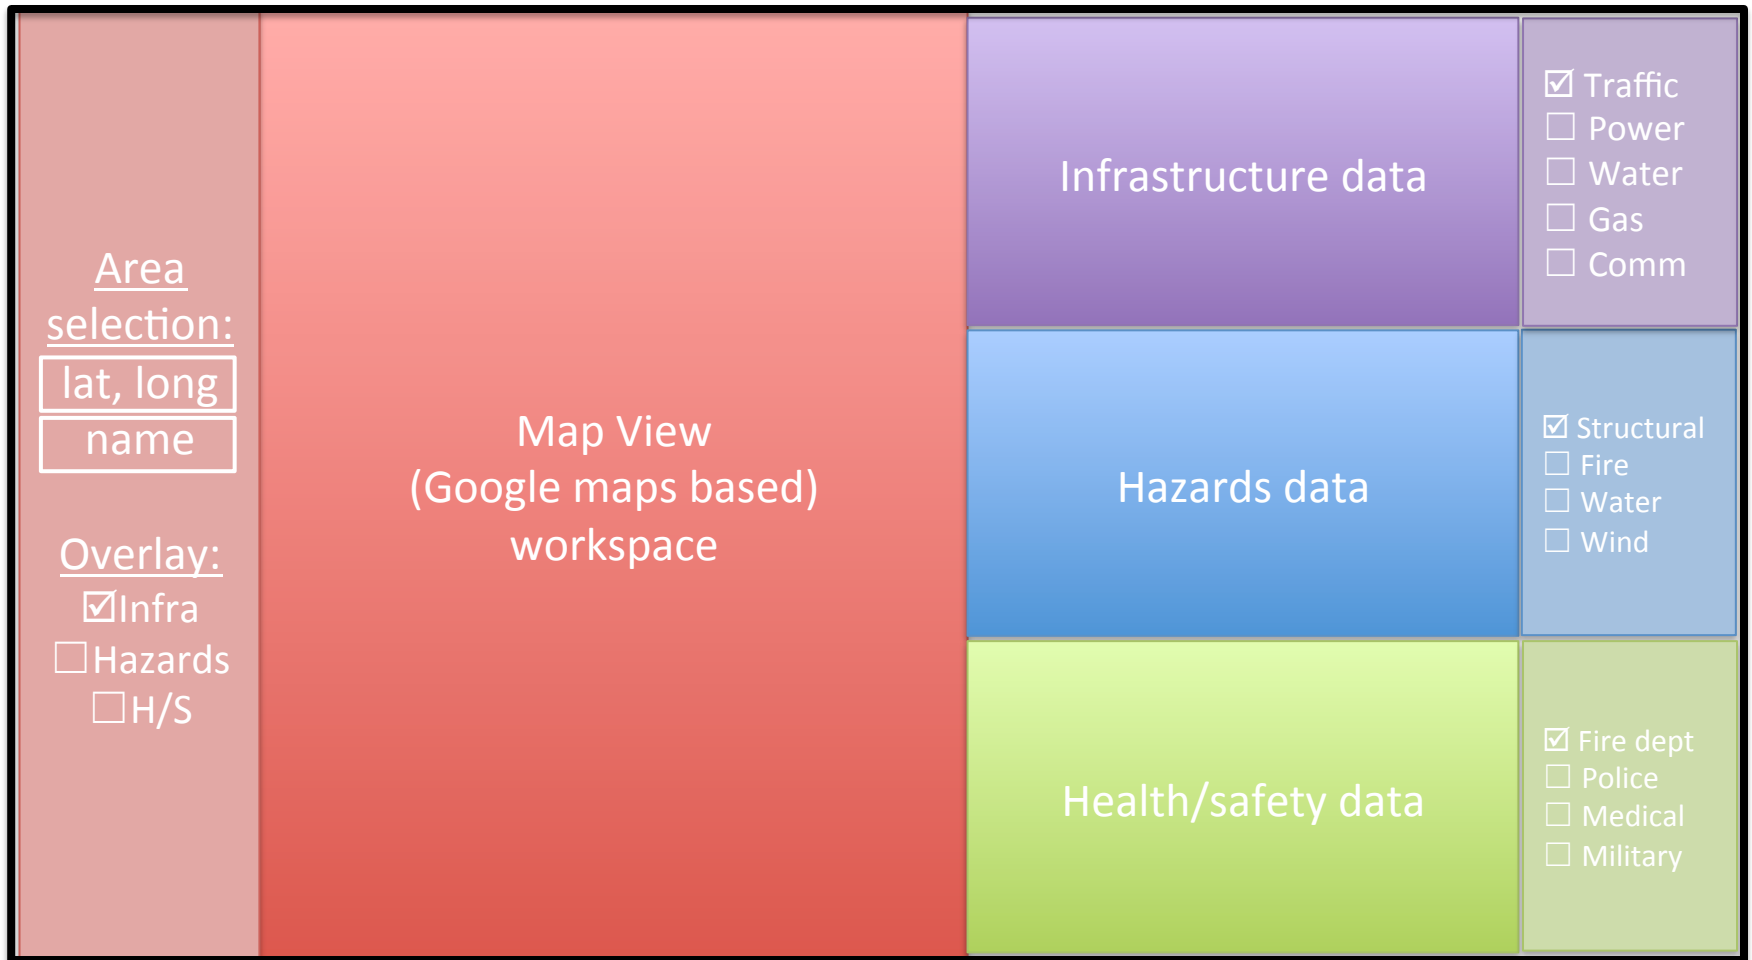 Area
selection:
lat, long
name
Overlay:
☑Infra
☐Hazards
☐H/S
Map View
(Google maps based)
workspace
Infrastructure data
☑ Traffic
☐ Power
☐ Water
☐ Gas
☐ Comm
Hazards data
☑ Structural
☐ Fire
☐ Water
☐ Wind
Health/safety data
☑ Fire dept
☐ Police
☐ Medical
☐ Military